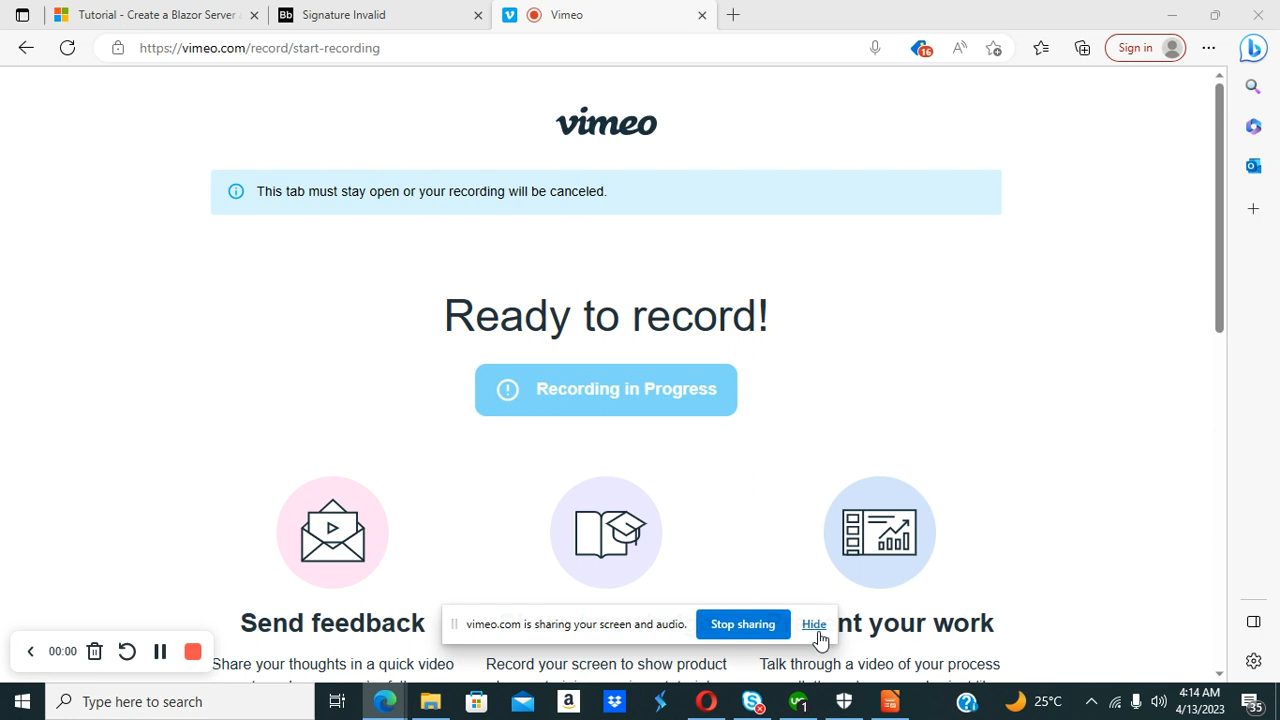 Tutorial - Create a Blazor Server
Signature Invalid
Vimeo
https://vimeo.com/record/start-recording
16
Sign in
vimeo
This tab must stay open or your recording will be canceled.
Ready to record!
Recording in Progress
Send feedback
nt your work
vimeo.com is sharing your screen and audio.
Stop sharing
Hide
00:00
Share your thoughts in a quick video
Record your screen to show product
Talk through a video of your process
Type here to search
1
25°C
4:14 AM
4/13/2023
35